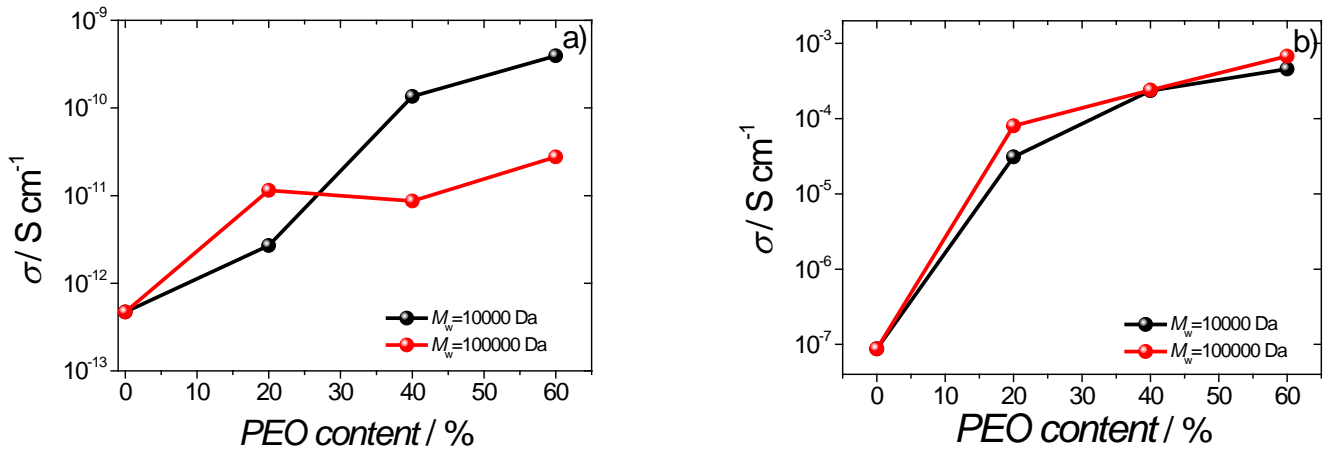 a)
10⁻⁹
10⁻¹⁰
10⁻¹¹
10⁻¹²
10⁻¹³
σ / S cm⁻¹
0 10 20 30 40 50 60
PEO content / %
M_w=10000 Da
M_w=100000 Da
b)
10⁻³
10⁻⁴
10⁻⁵
10⁻⁶
10⁻⁷
σ / S cm⁻¹
0 10 20 30 40 50 60
PEO content / %
M_w=10000 Da
M_w=100000 Da